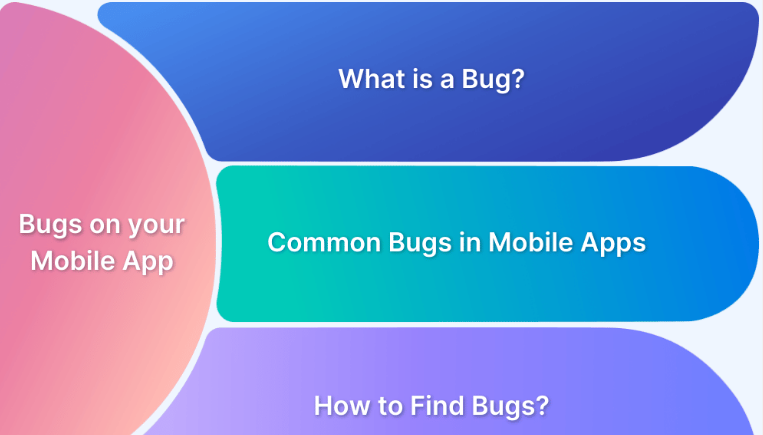 Bugs on your
Mobile App
What is a Bug?
Common Bugs in Mobile Apps
How to Find Bugs?